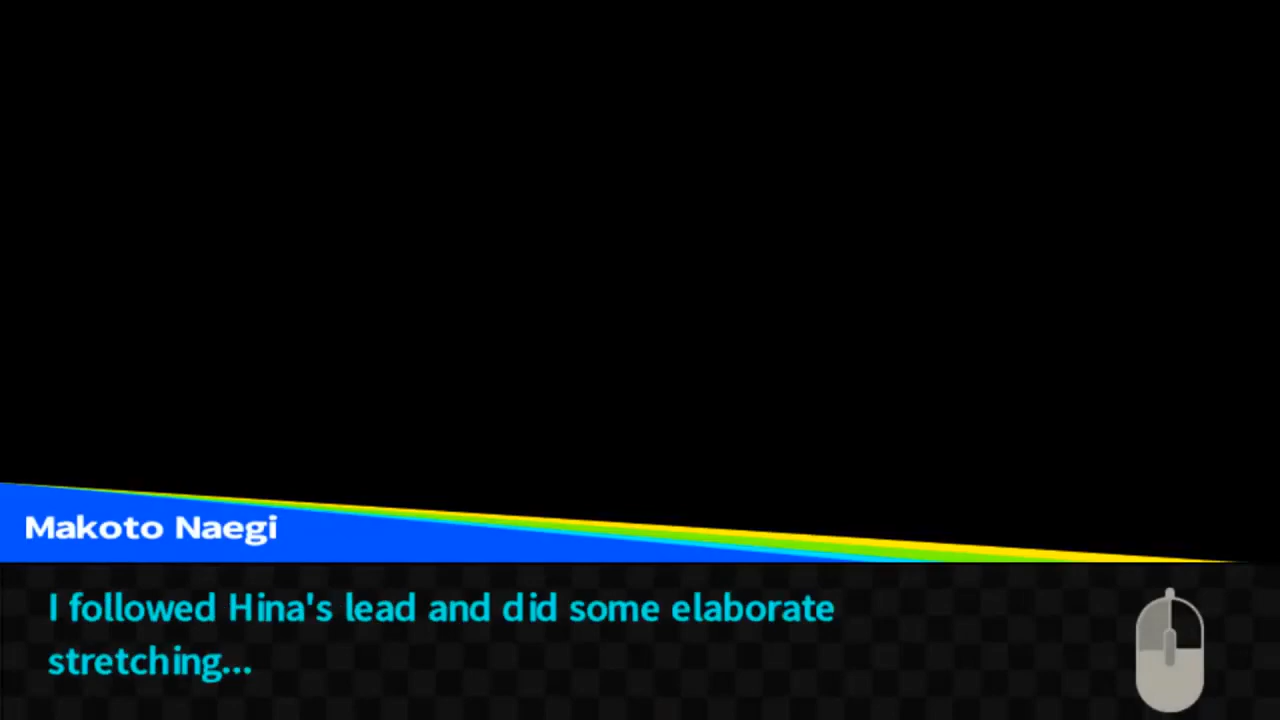 Makoto Naegi
I followed Hina's lead and did some elaborate
stretching...